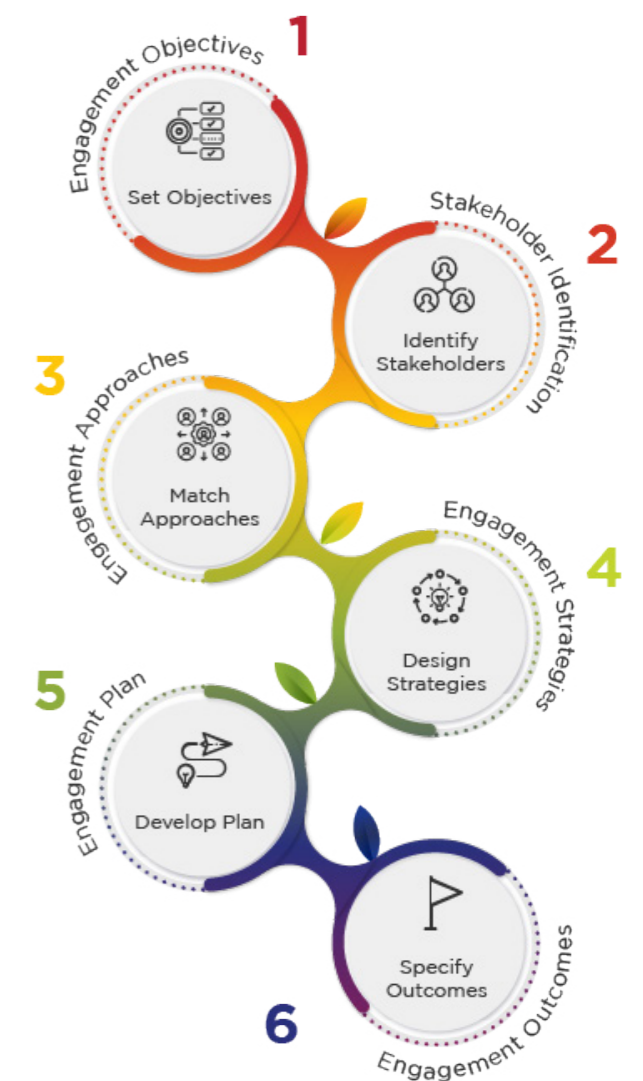 1
Engagement Objectives
Set Objectives
2
Stakeholder Identification
Identify
Stakeholders
3
Engagement Approaches
Match
Approaches
4
Engagement Strategies
Design
Strategies
5
Engagement Plan
Develop Plan
6
Specify
Outcomes
Engagement Outcomes